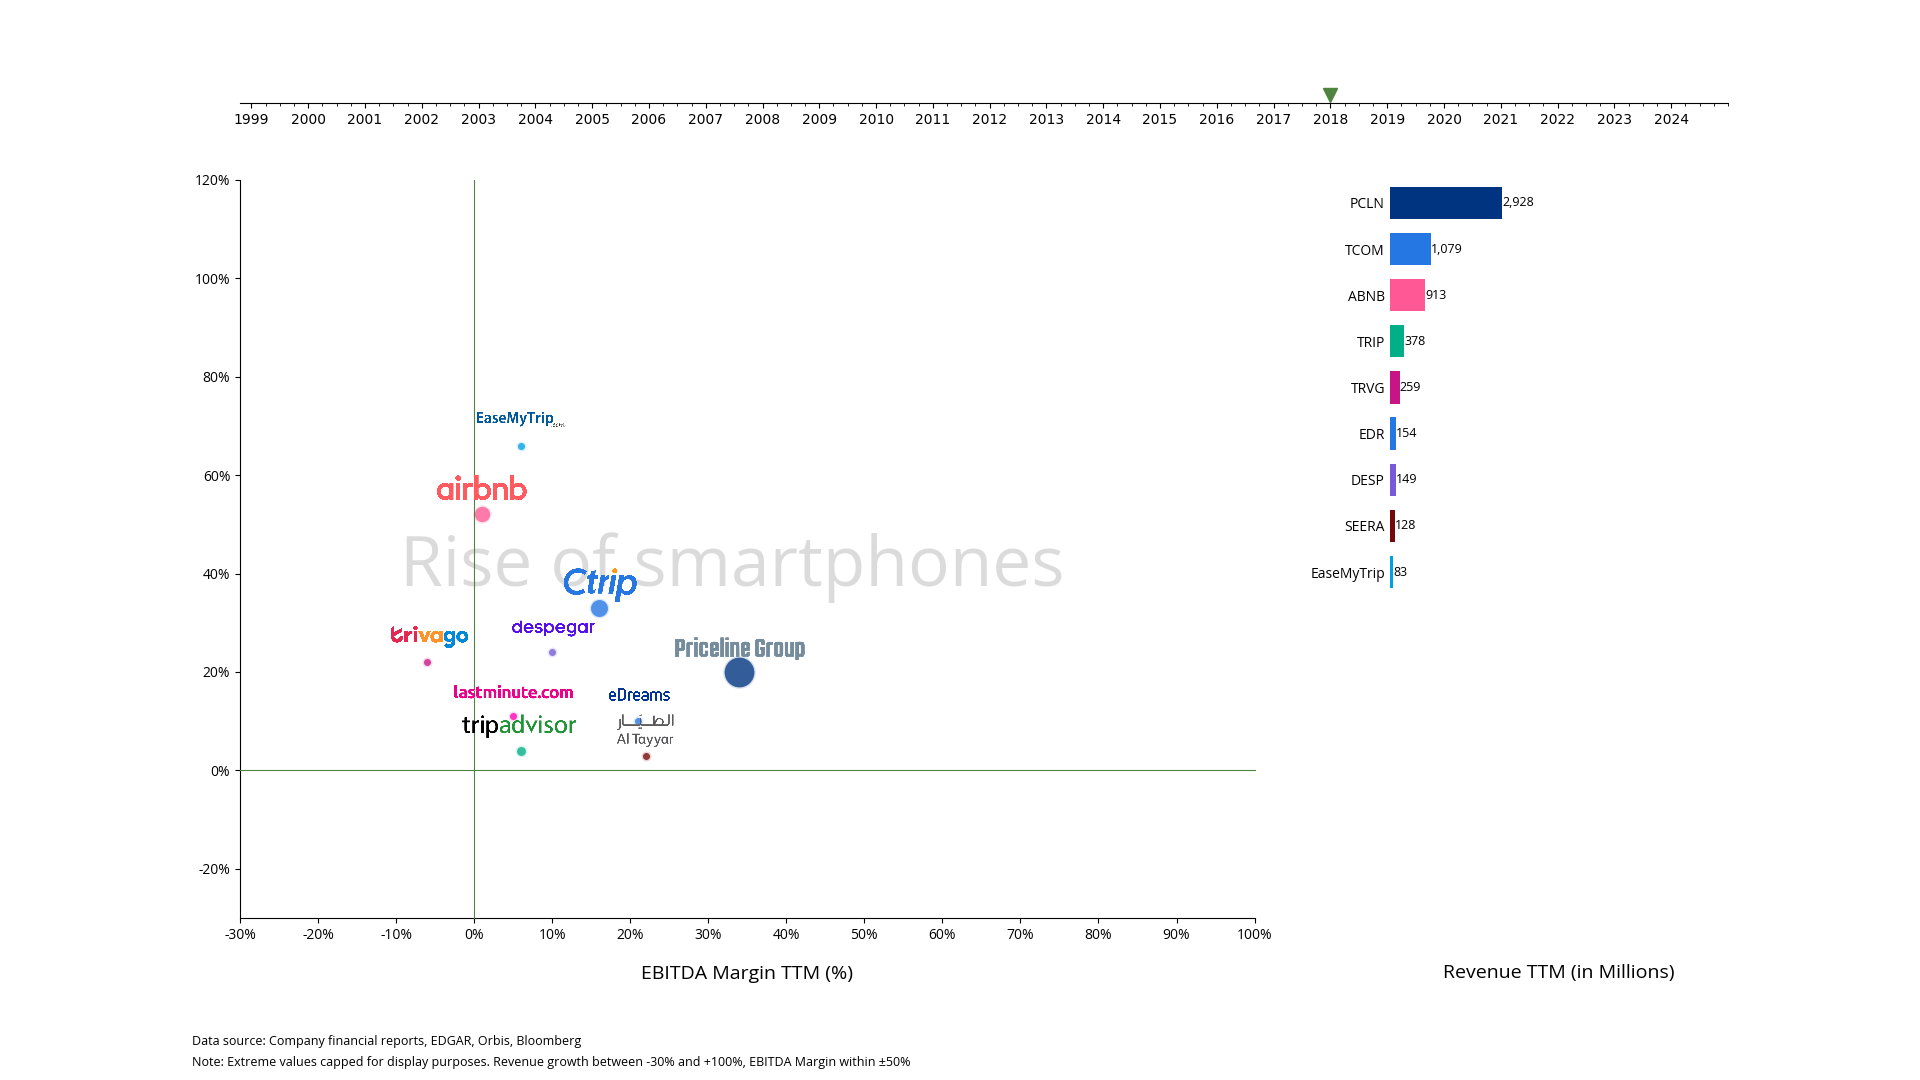 1999 2000 2001 2002 2003 2004 2005 2006 2007 2008 2009 2010 2011 2012 2013 2014 2015 2016 2017 2018 2019 2020 2021 2022 2023 2024
120%
100%
80%
60%
40%
20%
0%
-20%
-30% -20% -10% 0% 10% 20% 30% 40% 50% 60% 70% 80% 90% 100%
EBITDA Margin TTM (%)
Rise of smartphones
EaseMyTrip.com
airbnb
Ctrip
despegar
trivago
Priceline Group
lastminute.com
eDreams
tripadvisor
الطيار
Al Tayyar
PCLN 2,928
TCOM 1,079
ABNB 913
TRIP 378
TRVG 259
EDR 154
DESP 149
SEERA 128
EaseMyTrip 83
Revenue TTM (in Millions)
Data source: Company financial reports, EDGAR, Orbis, Bloomberg
Note: Extreme values capped for display purposes. Revenue growth between -30% and +100%, EBITDA Margin within ±50%